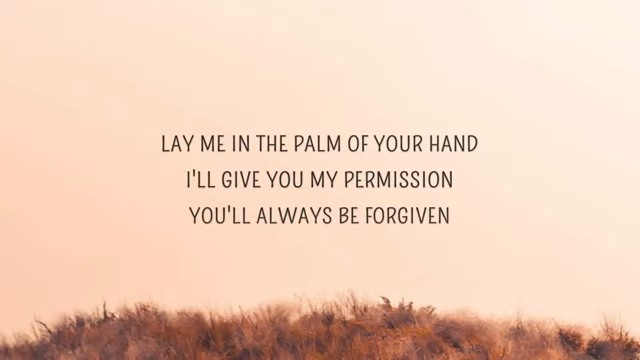 LAY ME IN THE PALM OF YOUR HAND
I'LL GIVE YOU MY PERMISSION
YOU'LL ALWAYS BE FORGIVEN